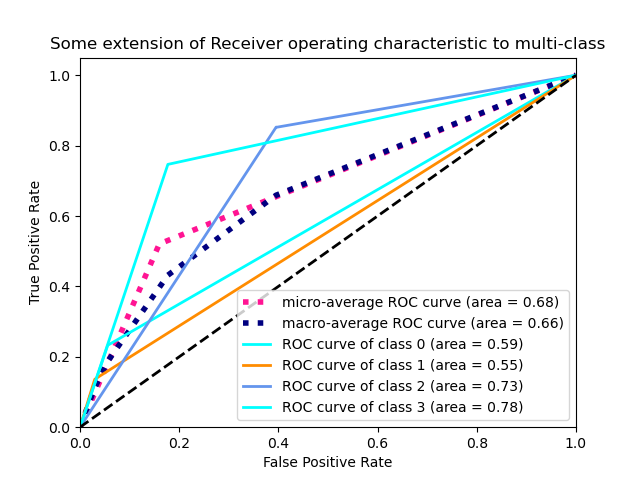 Some extension of Receiver operating characteristic to multi-class
1.0
0.8
0.6
0.4
0.2
0.0
True Positive Rate
micro-average ROC curve (area = 0.68)
macro-average ROC curve (area = 0.66)
ROC curve of class 0 (area = 0.59)
ROC curve of class 1 (area = 0.55)
ROC curve of class 2 (area = 0.73)
ROC curve of class 3 (area = 0.78)
0.0 0.2 0.4 0.6 0.8 1.0
False Positive Rate